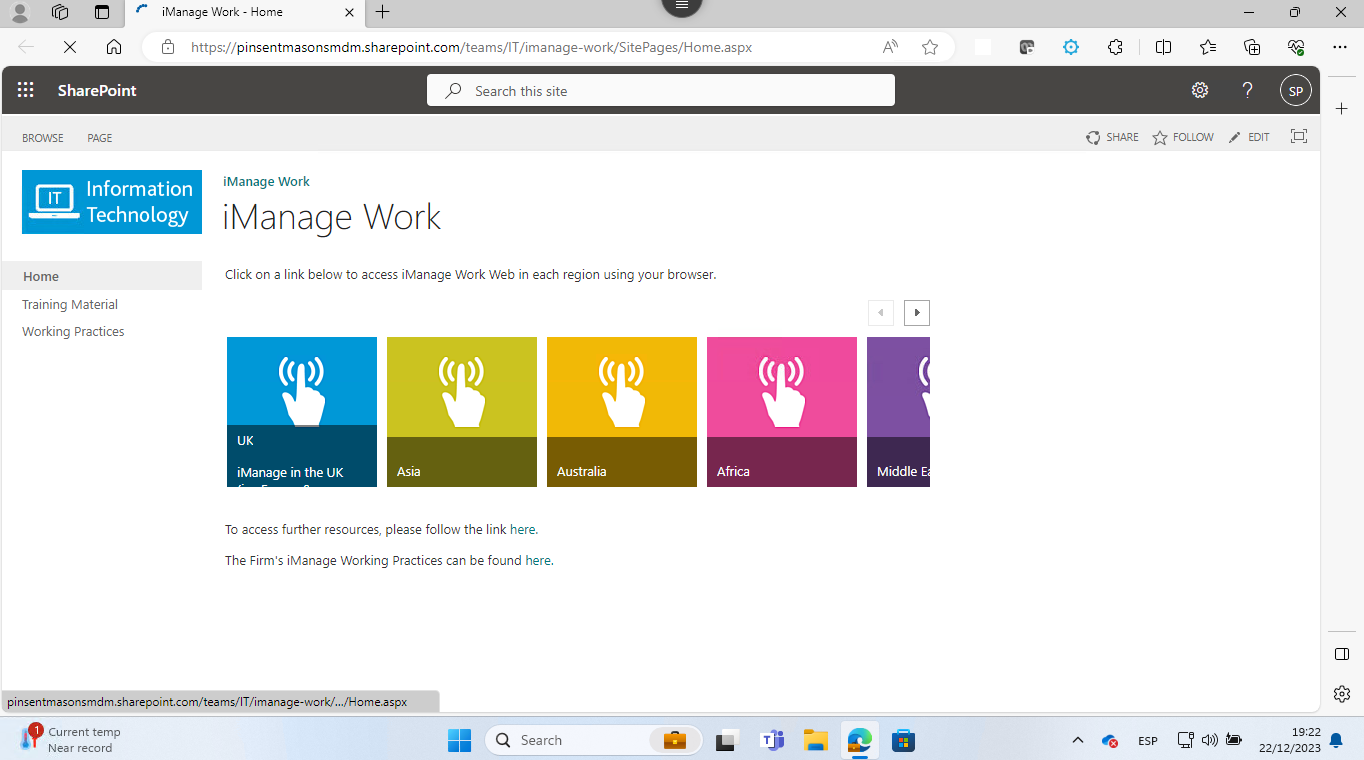 iManage Work - Home
https://pinsentmasonsmdm.sharepoint.com/teams/IT/imanage-work/SitePages/Home.aspx
SharePoint
Search this site
SP
BROWSE PAGE
SHARE FOLLOW EDIT
IT
Information
Technology
iManage Work
iManage Work
Home
Training Material
Working Practices
Click on a link below to access iManage Work Web in each region using your browser.
UK
iManage in the UK
Asia
Australia
Africa
Middle Ea
To access further resources, please follow the link here.
The Firm's iManage Working Practices can be found here.
pinsentmasonsmdm.sharepoint.com/teams/IT/imanage-work/.../Home.aspx
1
Current temp
Near record
Search
ESP
19:22
22/12/2023